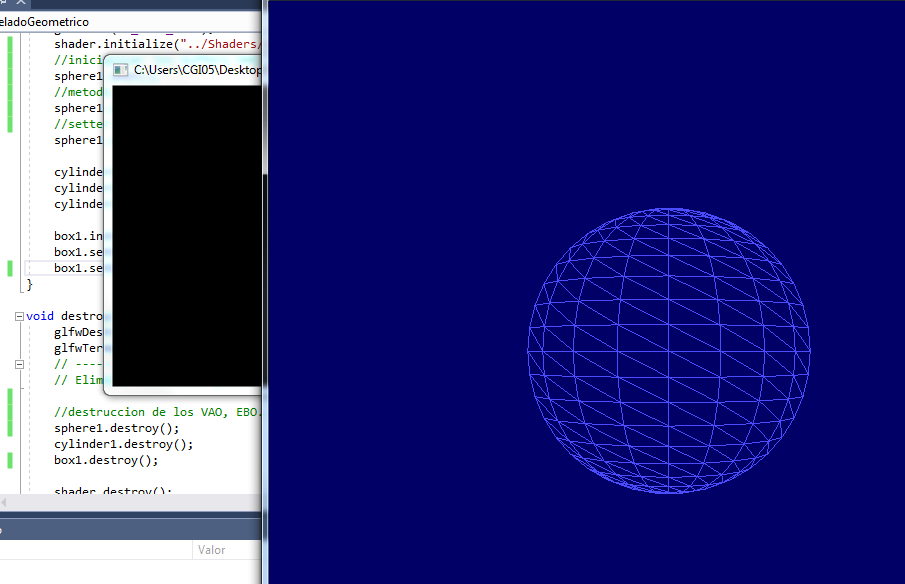 eladoGeometrico
shader.initialize("../Shaders/
//inici
C:\Users\CGI05\Desktop
sphere1
//metod
sphere1
//sette
sphere1
cylinde
cylinde
cylinde
box1.in
box1.se
box1.se
}
void destro
glfwDes
glfwTer
// ----
// Elim
//destruccion de los VAO, EBO.
sphere1.destroy();
cylinder1.destroy();
box1.destroy();
shader.destroy();
Valor